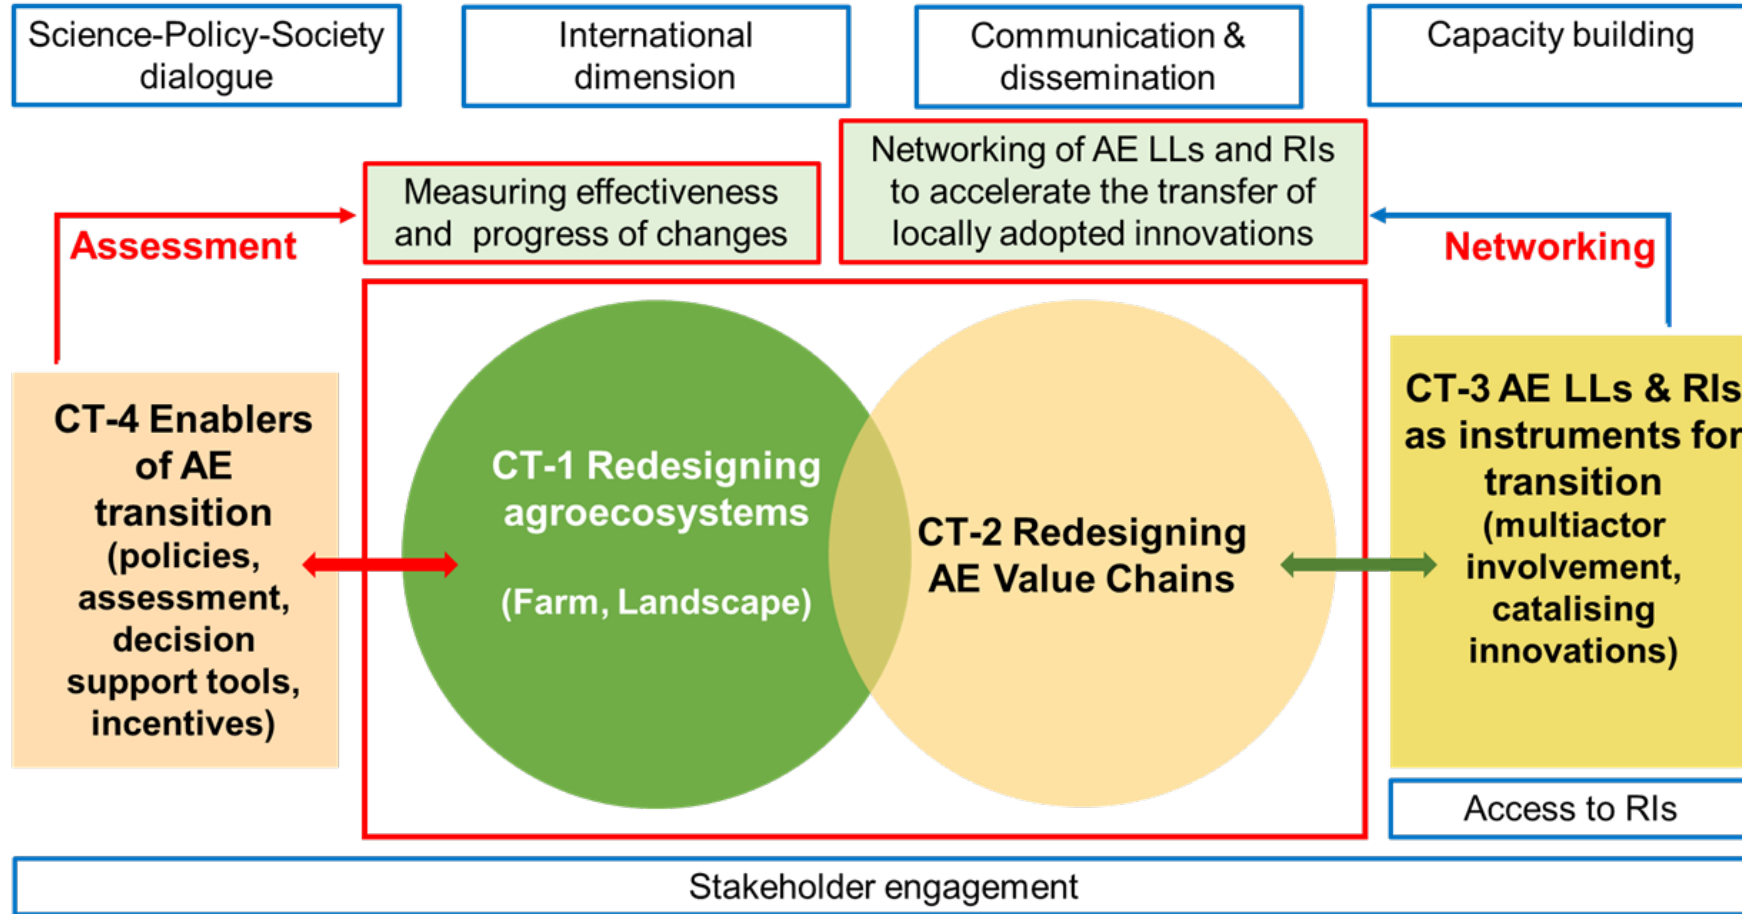 Science-Policy-Society
dialogue
International
dimension
Communication &
dissemination
Capacity building
Measuring effectiveness
and progress of changes
Networking of AE LLs and RIs
to accelerate the transfer of
locally adopted innovations
Assessment
Networking
CT-4 Enablers
of AE
transition
(policies,
assessment,
decision
support tools,
incentives)
CT-1 Redesigning
agroecosystems
(Farm, Landscape)
CT-2 Redesigning
AE Value Chains
CT-3 AE LLs & RIs
as instruments for
transition
(multiactor
involvement,
catalising
innovations)
Access to RIs
Stakeholder engagement